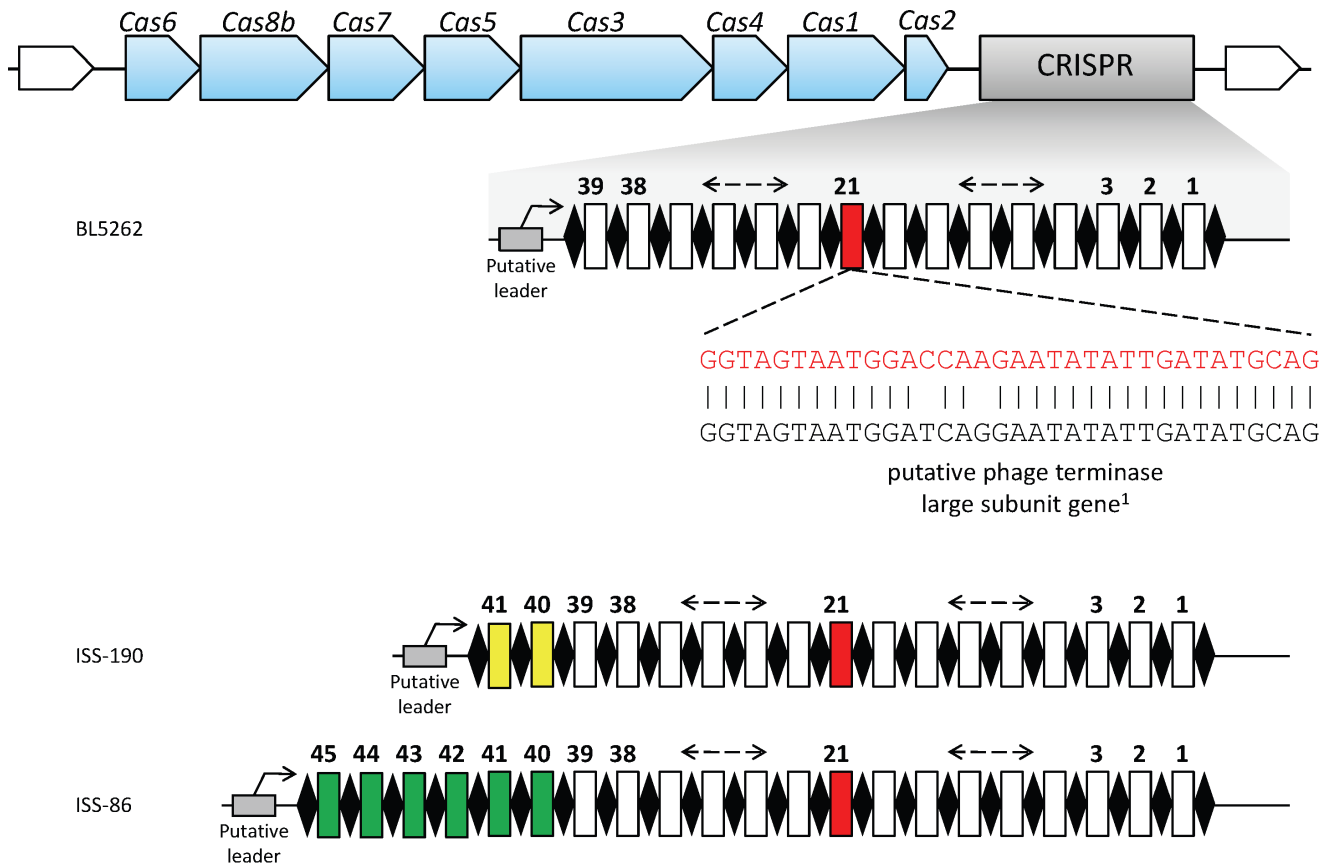 Cas6 Cas8b Cas7 Cas5 Cas3 Cas4 Cas1 Cas2
CRISPR
39 38 21 3 2 1
BL5262
Putative
leader
GGTAGTAATGGACCAAGAATATATTGATATGCAG
GGTAGTAATGGATCAGGAATATATTGATATGCAG
putative phage terminase
large subunit gene1
41 40 39 38 21 3 2 1
ISS-190
Putative
leader
45 44 43 42 41 40 39 38 21 3 2 1
ISS-86
Putative
leader